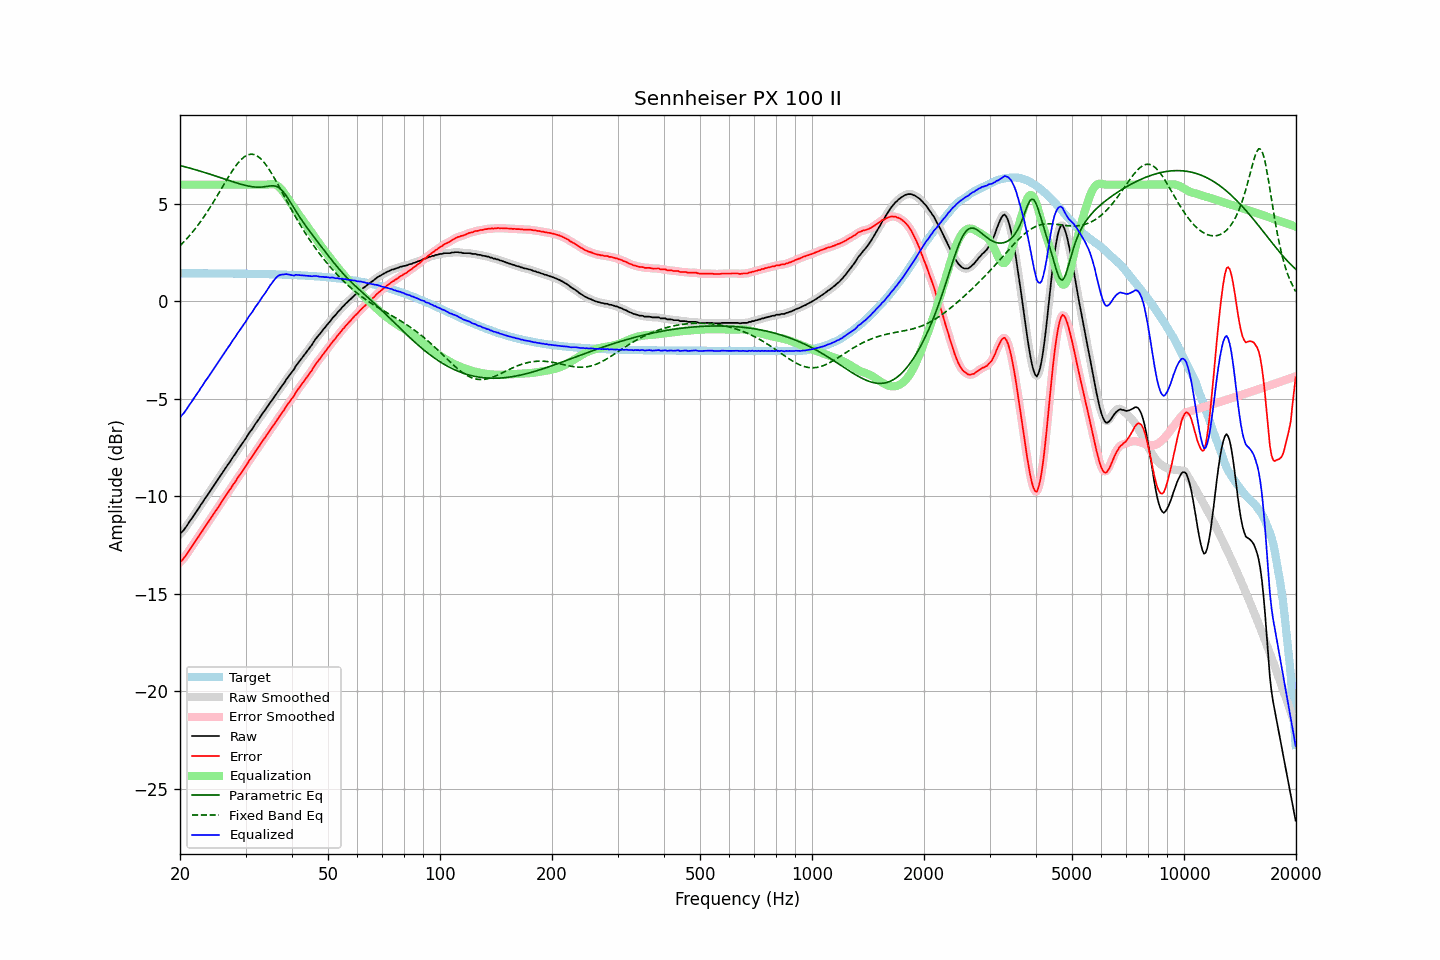 Sennheiser PX 100 II
Amplitude (dBr)
5
0
−5
−10
−15
−20
−25
Target
Raw Smoothed
Error Smoothed
Raw
Error
Equalization
Parametric Eq
Fixed Band Eq
Equalized
20 50 100 200 500 1000 2000 5000 10000 20000
Frequency (Hz)